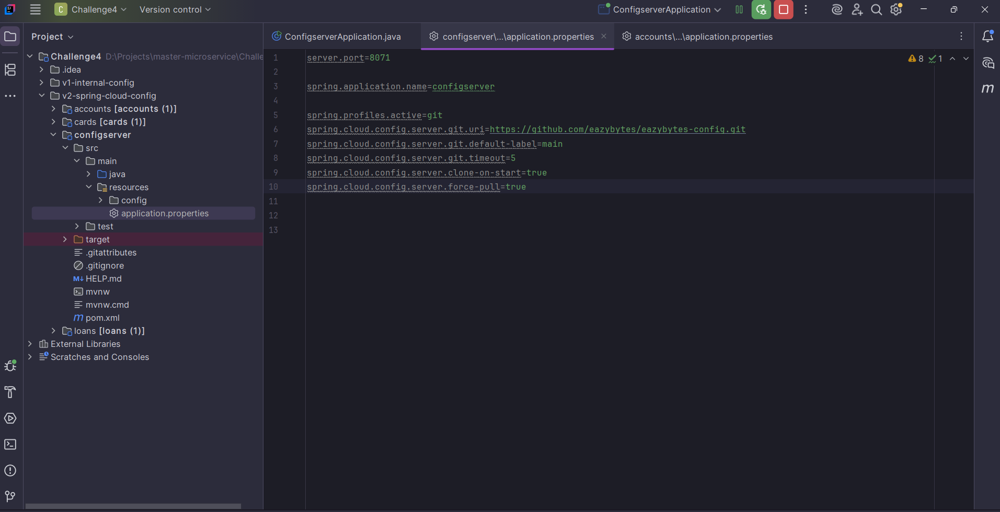 C Challenge4 Version control ConfigserverApplication
Project
Challenge4 D:\Projects\master-microservice\Challe
.idea
v1-internal-config
v2-spring-cloud-config
accounts [accounts (1)]
cards [cards (1)]
configserver
src
main
java
resources
config
application.properties
test
target
.gitattributes
.gitignore
M↓ HELP.md
mvnw
mvnw.cmd
m pom.xml
loans [loans (1)]
External Libraries
Scratches and Consoles
ConfigserverApplication.java configserver\...\application.properties accounts\...\application.properties
8 1
1 server.port=8071
2
3 spring.application.name=configserver
4
5 spring.profiles.active=git
6 spring.cloud.config.server.git.uri=https://github.com/eazybytes/eazybytes-config.git
7 spring.cloud.config.server.git.default-label=main
8 spring.cloud.config.server.git.timeout=5
9 spring.cloud.config.server.clone-on-start=true
10 spring.cloud.config.server.force-pull=true
11
12
13
m